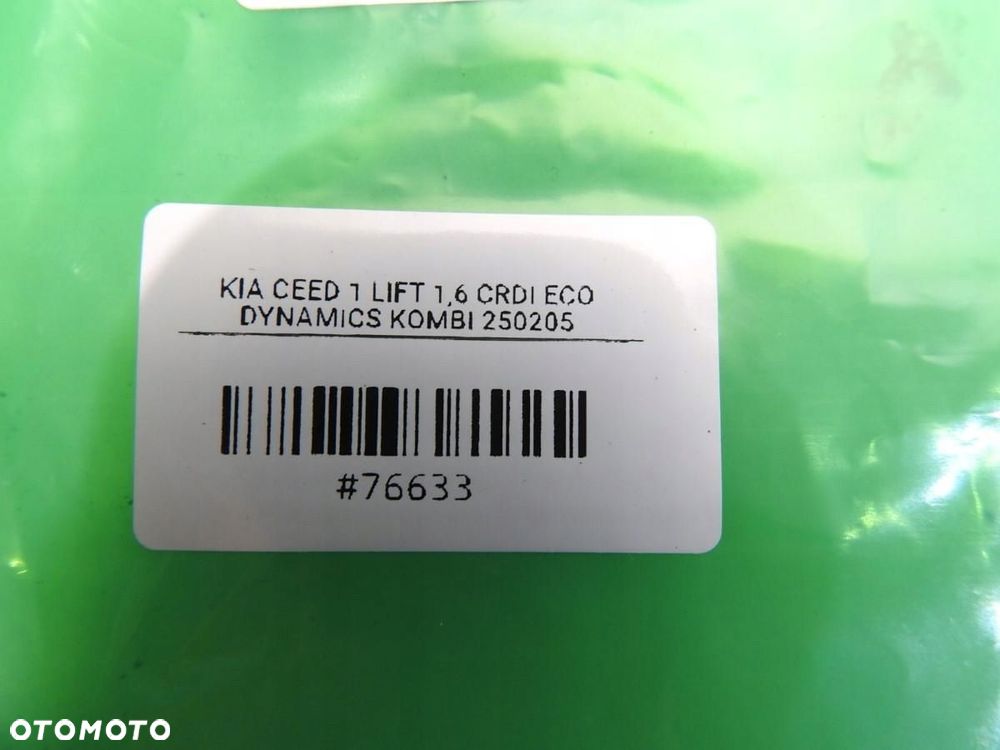 KIA CEED 1 LIFT 1,6 CRDI ECO
DYNAMICS KOMBI 250205
#76633
OTOMOTO